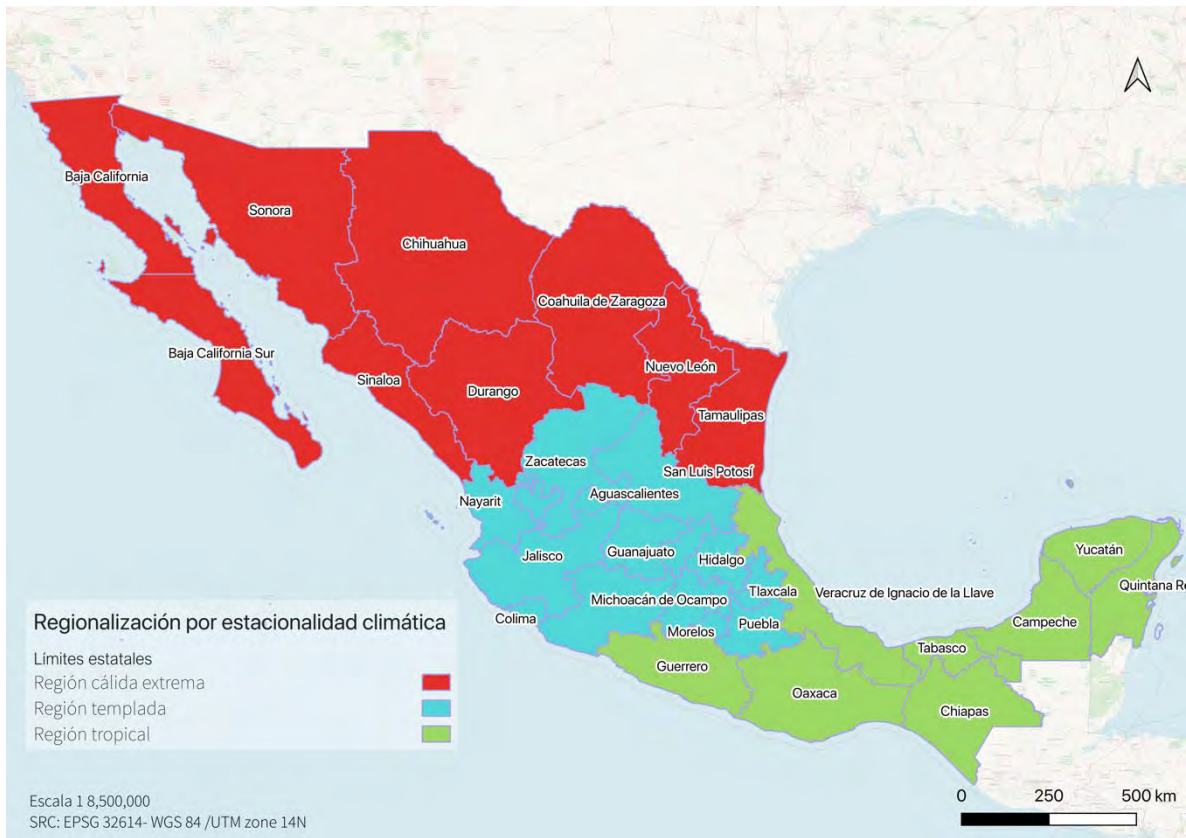 Baja California
Sonora
Chihuahua
Coahuila de Zaragoza
Baja California Sur
Sinaloa
Durango
Nuevo León
Tamaulipas
Zacatecas
San Luis Potosí
Nayarit
Aguascalientes
Jalisco
Guanajuato
Hidalgo
Yucatán
Quintana Ro
Tlaxcala
Veracruz de Ignacio de la Llave
Michoacán de Ocampo
Colima
Morelos
Puebla
Campeche
Tabasco
Guerrero
Oaxaca
Chiapas
Regionalización por estacionalidad climática
Límites estatales
Región cálida extrema
Región templada
Región tropical
Escala 1 8,500,000
SRC: EPSG 32614- WGS 84 /UTM zone 14N
0 250 500 km